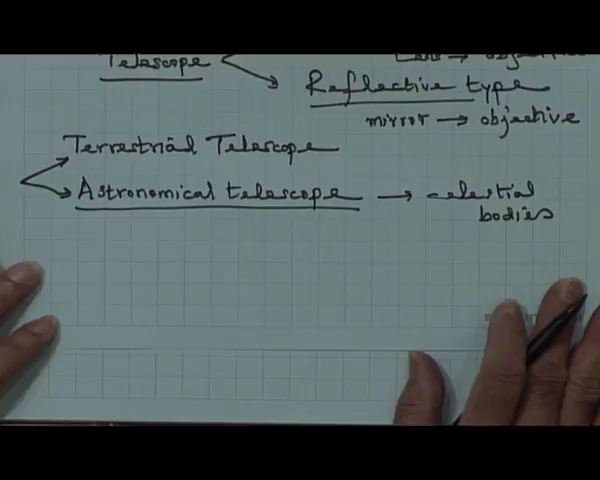 Telescope
Reflective type
mirror → objective
Terrestrial Telescope
Astronomical telescope → celestial
bodies